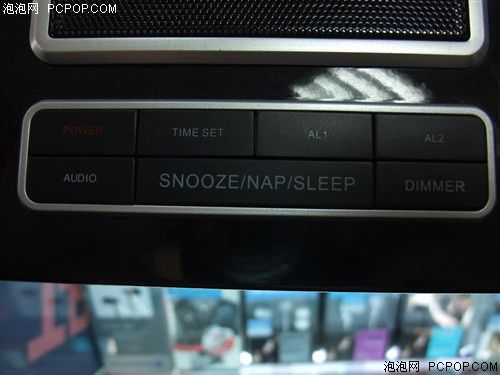 泡泡网 PCPOP.COM
POWER TIME SET AL1 AL2
AUDIO SNOOZE/NAP/SLEEP DIMMER
泡泡网 PCPOP.COM